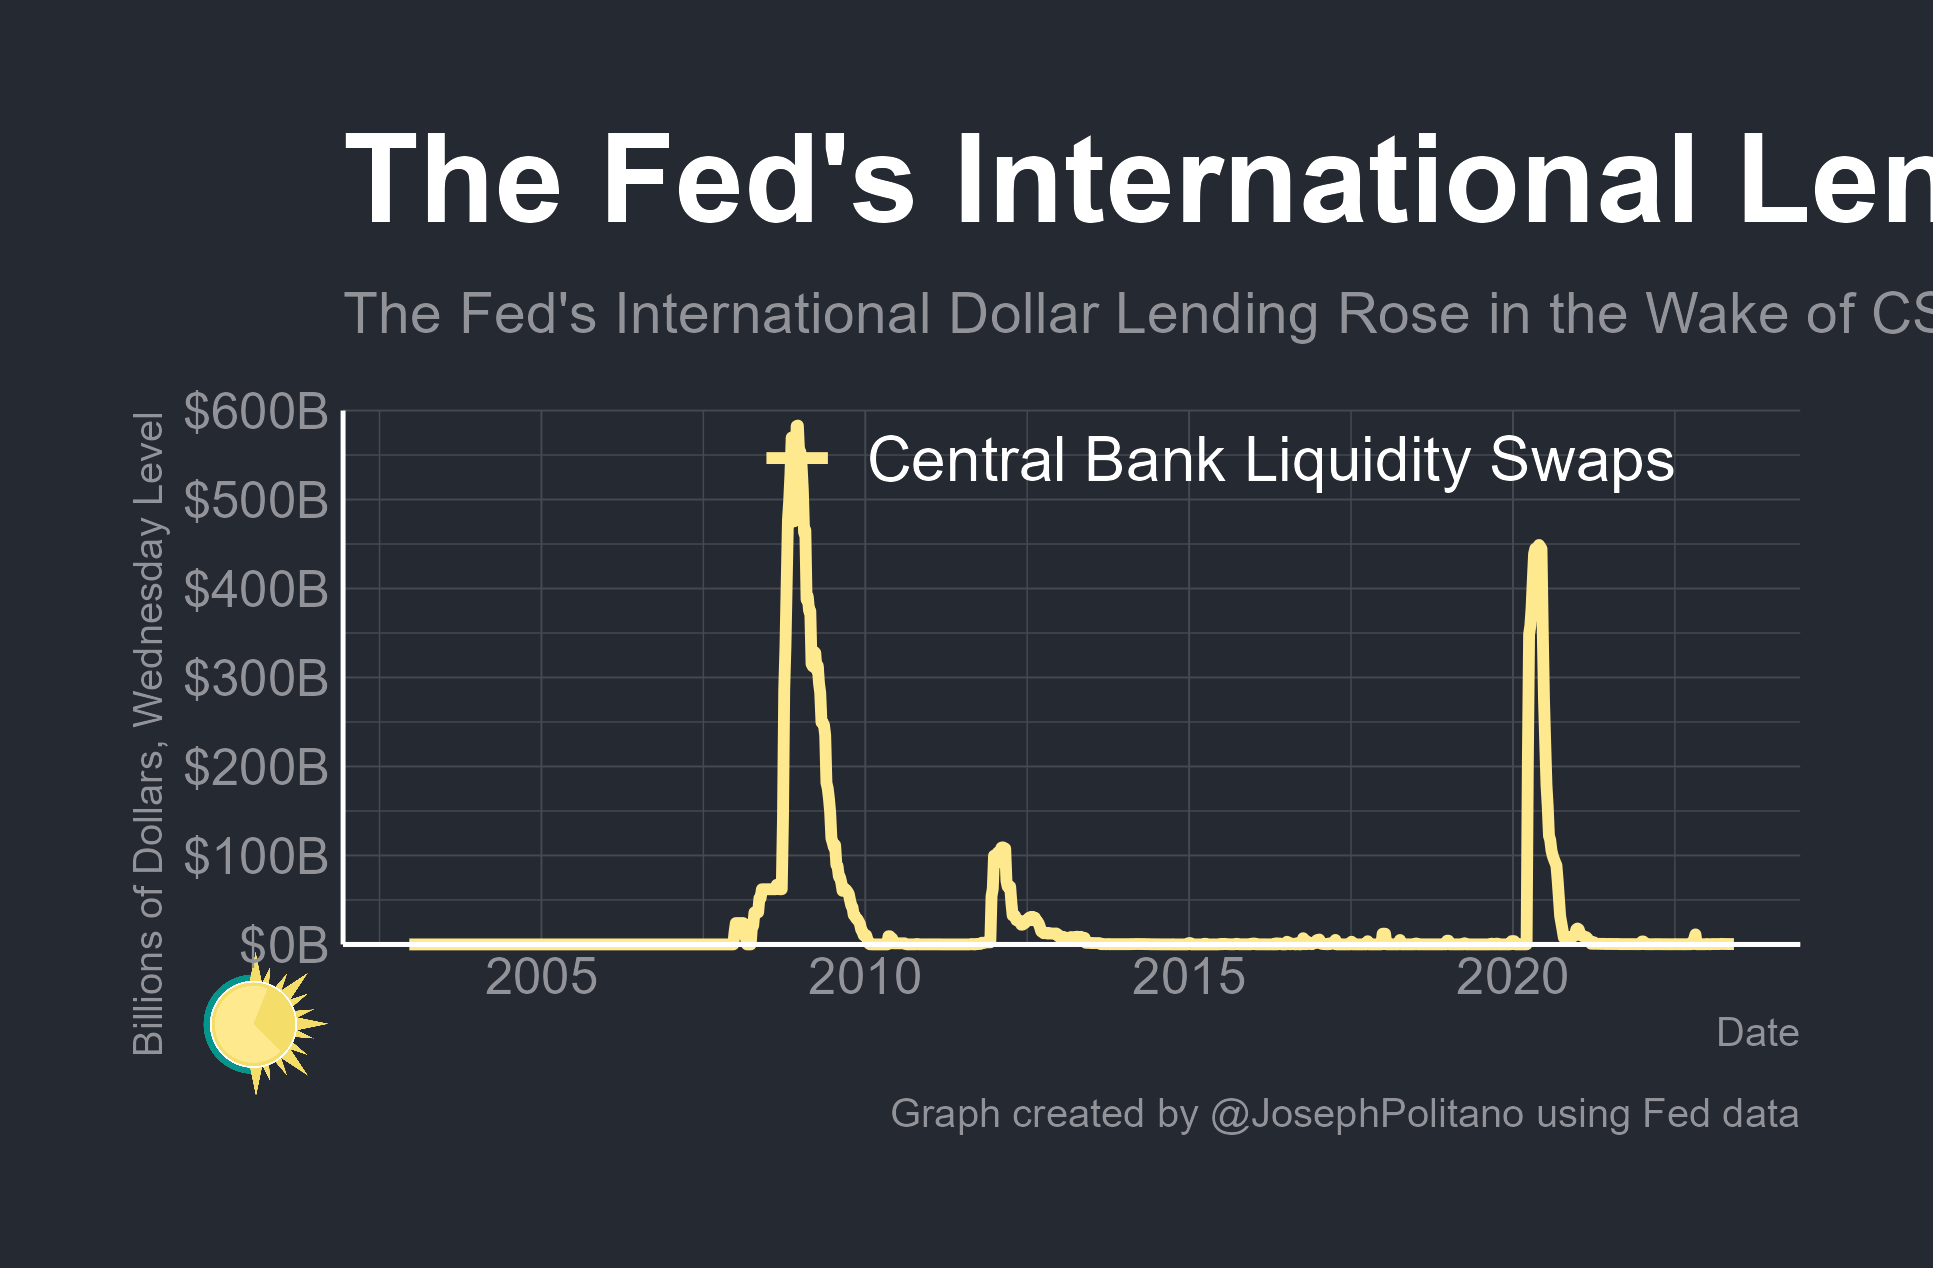 The Fed's International Len
The Fed's International Dollar Lending Rose in the Wake of CS
Billions of Dollars, Wednesday Level
$600B
$500B
$400B
$300B
$200B
$100B
$0B
Central Bank Liquidity Swaps
2005
2010
2015
2020
Date
Graph created by @JosephPolitano using Fed data